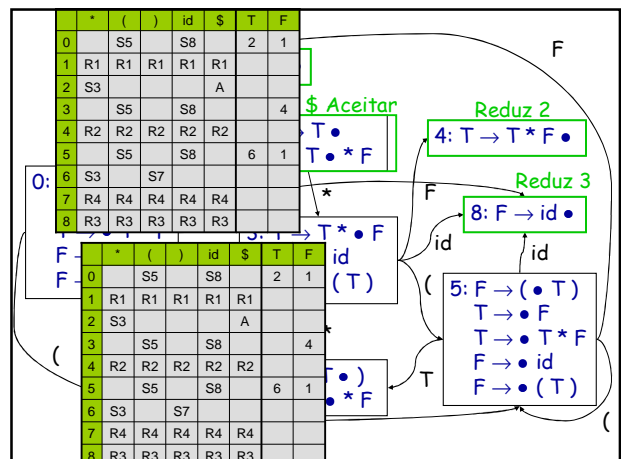 * ( ) id $ T F
0 S5 S8 2 1
1 R1 R1 R1 R1 R1
2 S3 A
3 S5 S8 4
4 R2 R2 R2 R2 R2
5 S5 S8 6 1
6 S3 S7
7 R4 R4 R4 R4 R4
8 R3 R3 R3 R3 R3
F
$ Aceitar
T •
T • * F
Reduz 2
4: T → T * F •
0:
F →
F →
*
F
Reduz 3
8: F → id •
→ T * • F
id
( T )
id
id
(
5: F → ( • T )
T → • F
T → • T * F
F → • id
F → • ( T )
* ( ) id $ T F
0 S5 S8 2 1
1 R1 R1 R1 R1 R1
2 S3 A
3 S5 S8 4
4 R2 R2 R2 R2 R2
5 S5 S8 6 1
6 S3 S7
7 R4 R4 R4 R4 R4
8 R3 R3 R3 R3 R3
*
(
• )
• * F
T
(